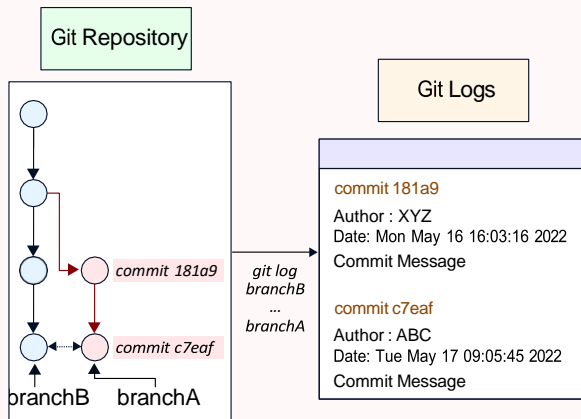 Git Repository
Git Logs
commit 181a9
Author : XYZ
Date: Mon May 16 16:03:16 2022
Commit Message
commit c7eaf
Author : ABC
Date: Tue May 17 09:05:45 2022
Commit Message
commit 181a9
commit c7eaf
git log
branchB
...
branchA
branchB
branchA